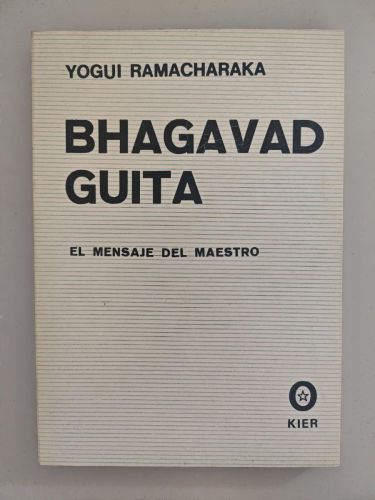 YOGUI RAMACHARAKA
BHAGAVAD
GUITA
EL MENSAJE DEL MAESTRO
KIER